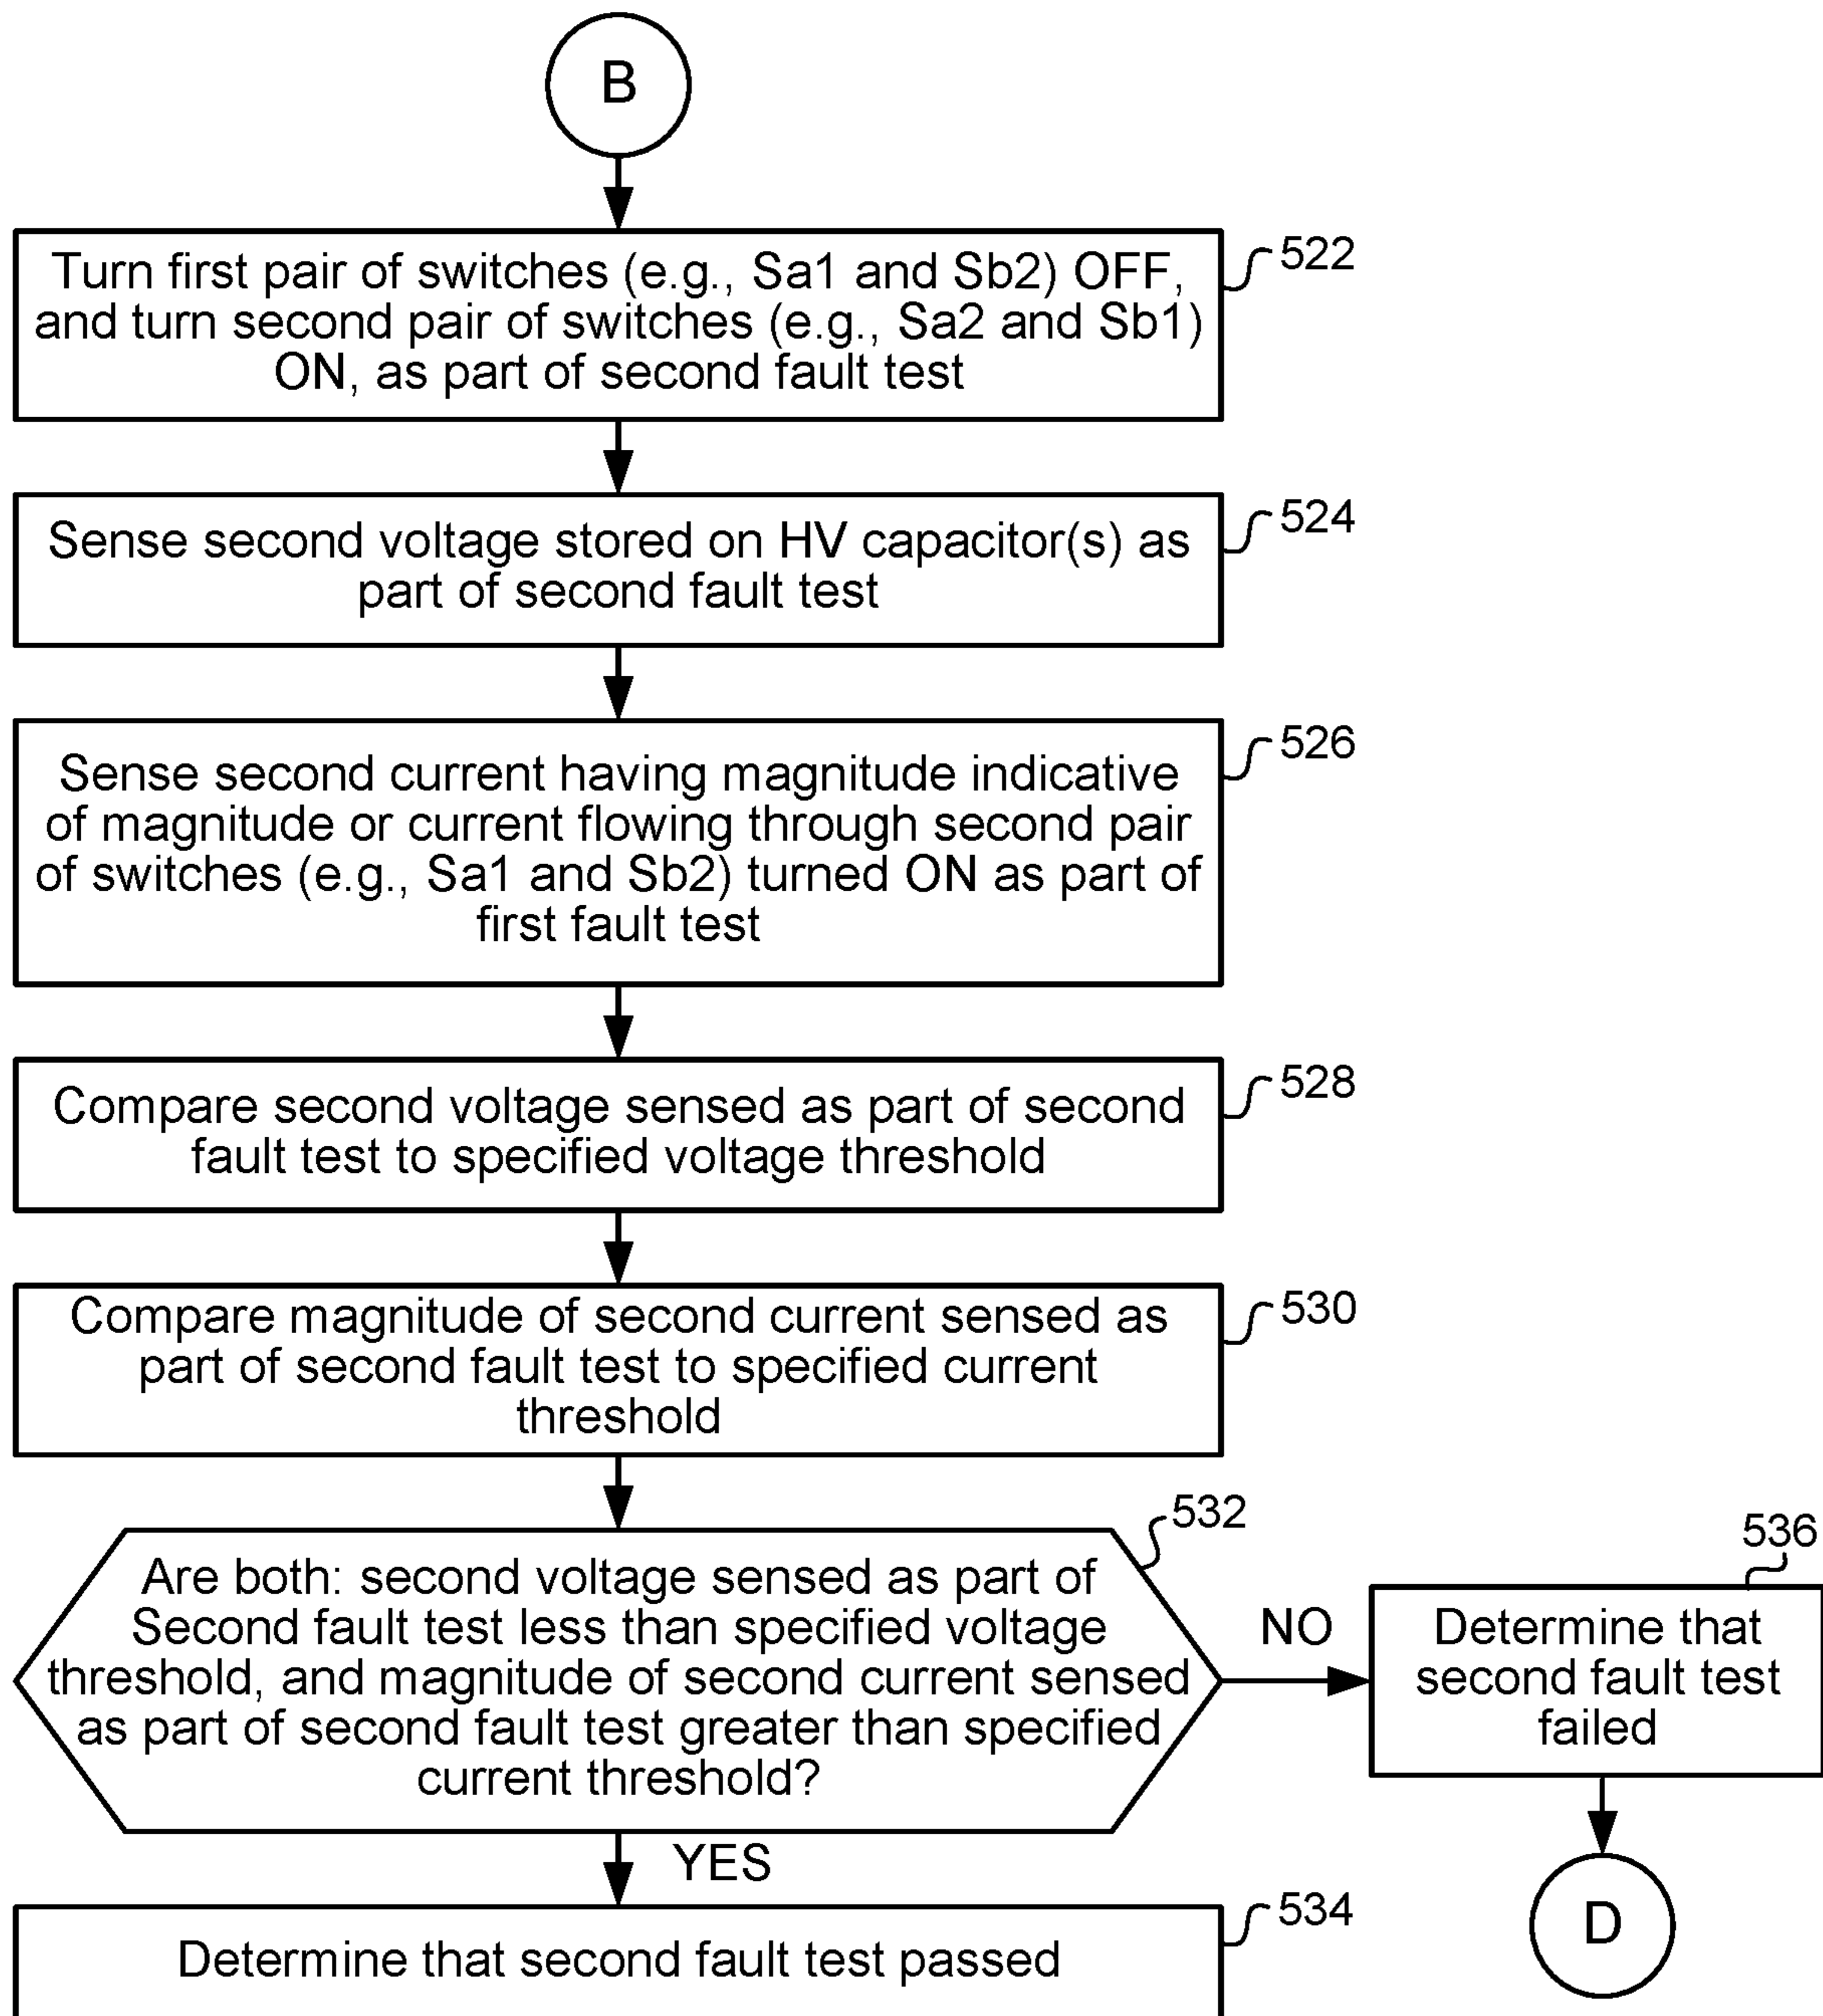 B
Turn first pair of switches (e.g., Sa1 and Sb2) OFF,
and turn second pair of switches (e.g., Sa2 and Sb1)
ON, as part of second fault test
522
Sense second voltage stored on HV capacitor(s) as
part of second fault test
524
Sense second current having magnitude indicative
of magnitude or current flowing through second pair
of switches (e.g., Sa1 and Sb2) turned ON as part of
first fault test
526
Compare second voltage sensed as part of second
fault test to specified voltage threshold
528
Compare magnitude of second current sensed as
part of second fault test to specified current
threshold
530
Are both: second voltage sensed as part of
Second fault test less than specified voltage
threshold, and magnitude of second current sensed
as part of second fault test greater than specified
current threshold?
532
NO
Determine that
second fault test
failed
536
D
YES
Determine that second fault test passed
534